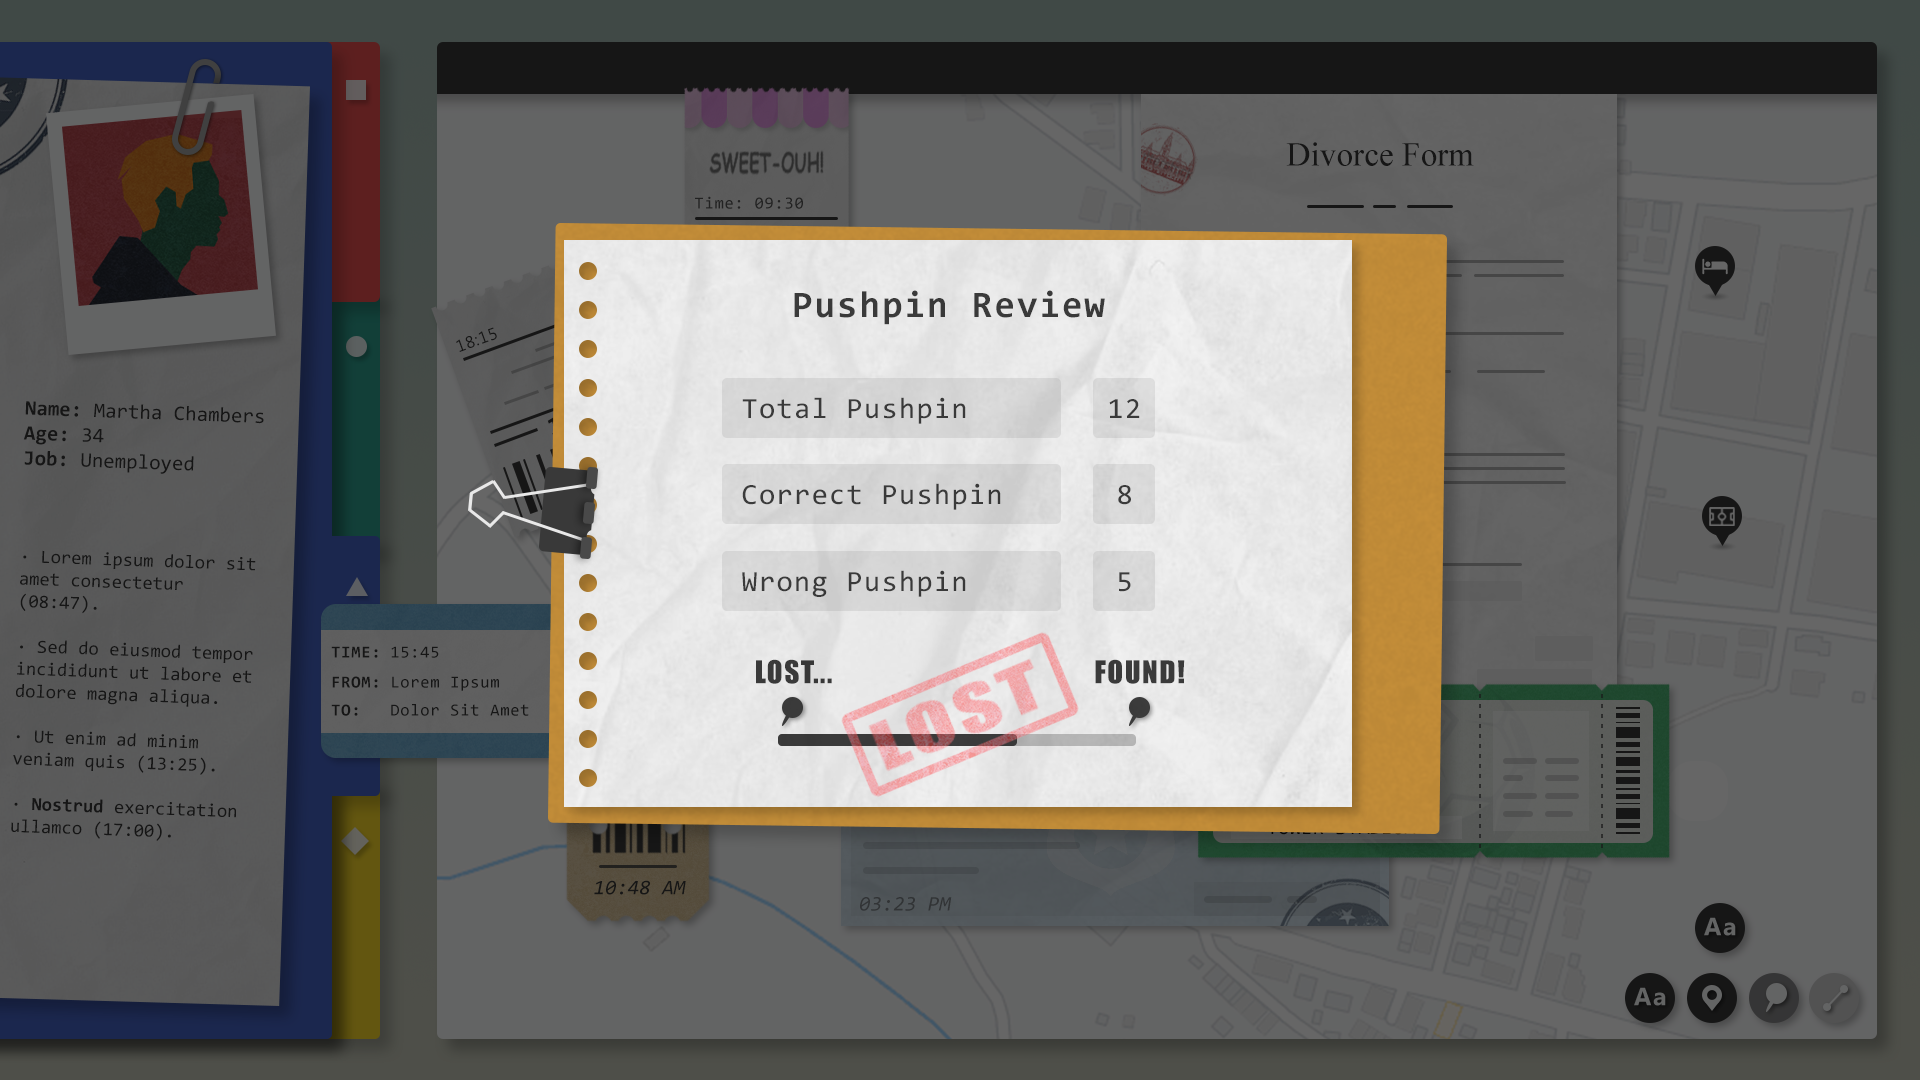 Name: Martha Chambers
Age: 34
Job: Unemployed
· Lorem ipsum dolor sit
amet consectetur
(08:47).
· Sed do eiusmod tempor
incididunt ut labore et
dolore magna aliqua.
· Ut enim ad minim
veniam quis (13:25).
· Nostrud exercitation
ullamco (17:00).
TIME: 15:45
FROM: Lorem Ipsum
TO: Dolor Sit Amet
SWEET-OUH!
Time: 09:30
18:15
Divorce Form
Pushpin Review
Total Pushpin 12
Correct Pushpin 8
Wrong Pushpin 5
LOST... FOUND!
LOST
10:48 AM
03:23 PM
Aa
Aa